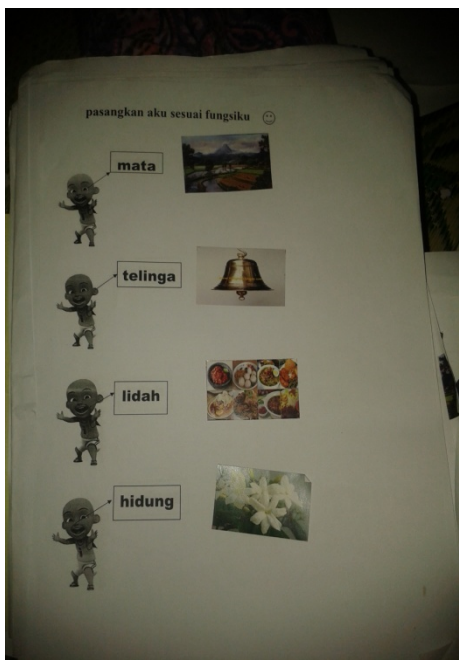 pasangkan aku sesuai fungsiku
mata
telinga
lidah
hidung